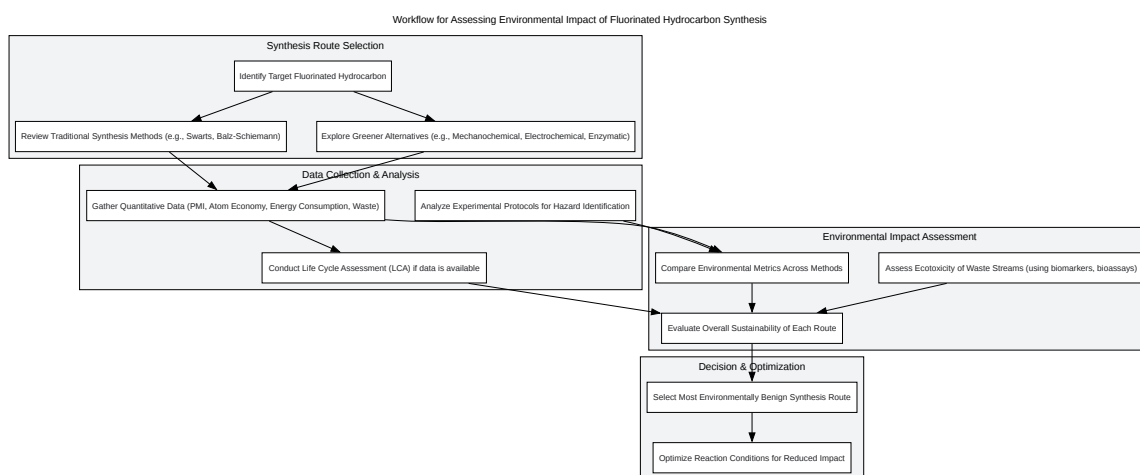 Workflow for Assessing Environmental Impact of Fluorinated Hydrocarbon Synthesis
Synthesis Route Selection
Identify Target Fluorinated Hydrocarbon
Review Traditional Synthesis Methods (e.g., Swarts, Balz-Schiemann)
Explore Greener Alternatives (e.g., Mechanochemical, Electrochemical, Enzymatic)
Data Collection & Analysis
Gather Quantitative Data (PMI, Atom Economy, Energy Consumption, Waste)
Analyze Experimental Protocols for Hazard Identification
Conduct Life Cycle Assessment (LCA) if data is available
Environmental Impact Assessment
Compare Environmental Metrics Across Methods
Assess Ecotoxicity of Waste Streams (using biomarkers, bioassays)
Evaluate Overall Sustainability of Each Route
Decision & Optimization
Select Most Environmentally Benign Synthesis Route
Optimize Reaction Conditions for Reduced Impact